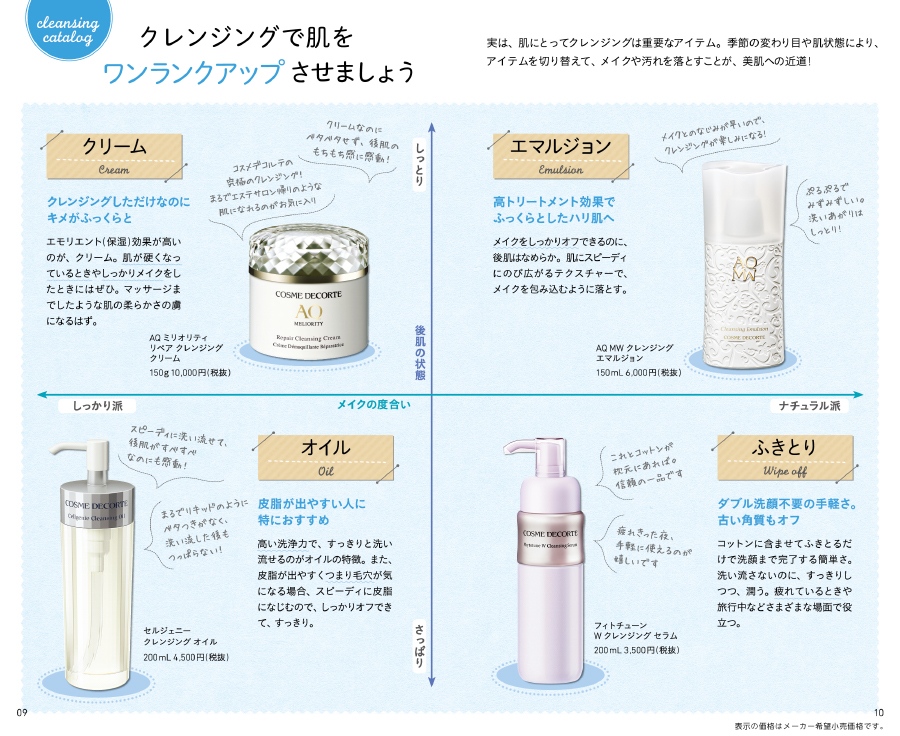 cleansing
catalog
クレンジングで肌を
ワンランクアップ させましょう
実は、肌にとってクレンジングは重要なアイテム。季節の変わり目や肌状態により、
アイテムを切り替えて、メイクや汚れを落とすことが、美肌への近道!
クリーム
Cream
クレンジングしただけなのに
キメがふっくらと
エモリエント(保湿)効果が高い
のが、クリーム。肌が硬くなっ
ているときやしっかりメイクをし
たときにはぜひ。マッサージま
でしたような肌の柔らかさの虜
になるはず。
クリームなのに
ベタベタせず、後肌の
もちもち感に感動!
コスメデコルテの
究極のクレンジング!
まるでエステサロン帰りのような
肌になれるのがお気に入り
COSME DECORTE
AQ
MELIORITY
Repair Cleansing Cream
Crème Démaquillante Réparatrice
AQ ミリオリティ
リペア クレンジング
クリーム
150g 10,000円(税抜)
しっとり
後肌の状態
さっぱり
しっかり派
メイクの度合い
ナチュラル派
エマルジョン
Emulsion
高トリートメント効果で
ふっくらとしたハリ肌へ
メイクをしっかりオフできるのに、
後肌はなめらか。肌にスピーディ
にのび広がるテクスチャーで、
メイクを包み込むように落とす。
メイクとのなじみが早いので、
クレンジングが楽しみになる!
ぷるぷるで
みずみずしい。
洗いあがりは
しっとり!
AQ
MW
Cleansing Emulsion
COSME DECORTE
AQ MW クレンジング
エマルジョン
150mL 6,000円(税抜)
スピーディに洗い流せて、
後肌がすべすべ
なのにも感動!
まるでリキッドのように
ベタつきがなく、
洗い流した後も
つっぱらない!
COSME DECORTE
Cellgenie Cleansing Oil
オイル
Oil
皮脂が出やすい人に
特におすすめ
高い洗浄力で、すっきりと洗い
流せるのがオイルの特徴。また、
皮脂が出やすくつまり毛穴が気
になる場合、スピーディに皮脂
になじむので、しっかりオフでき
て、すっきり。
セルジェニー
クレンジング オイル
200mL 4,500円(税抜)
これとコットンが
枕元にあれば。
信頼の一品です
疲れきった夜、
手軽に使えるのが
嬉しいです
COSME DECORTE
Phytotune W Cleansing Serum
フィトチューン
W クレンジング セラム
200mL 3,500円(税抜)
ふきとり
Wipe off
ダブル洗顔不要の手軽さ。
古い角質もオフ
コットンに含ませてふきとるだ
けで洗顔まで完了する簡単さ。
洗い流さないのに、すっきりし
つつ、潤う。疲れているときや
旅行中などさまざまな場面で役
立つ。
09
10
表示の価格はメーカー希望小売価格です。